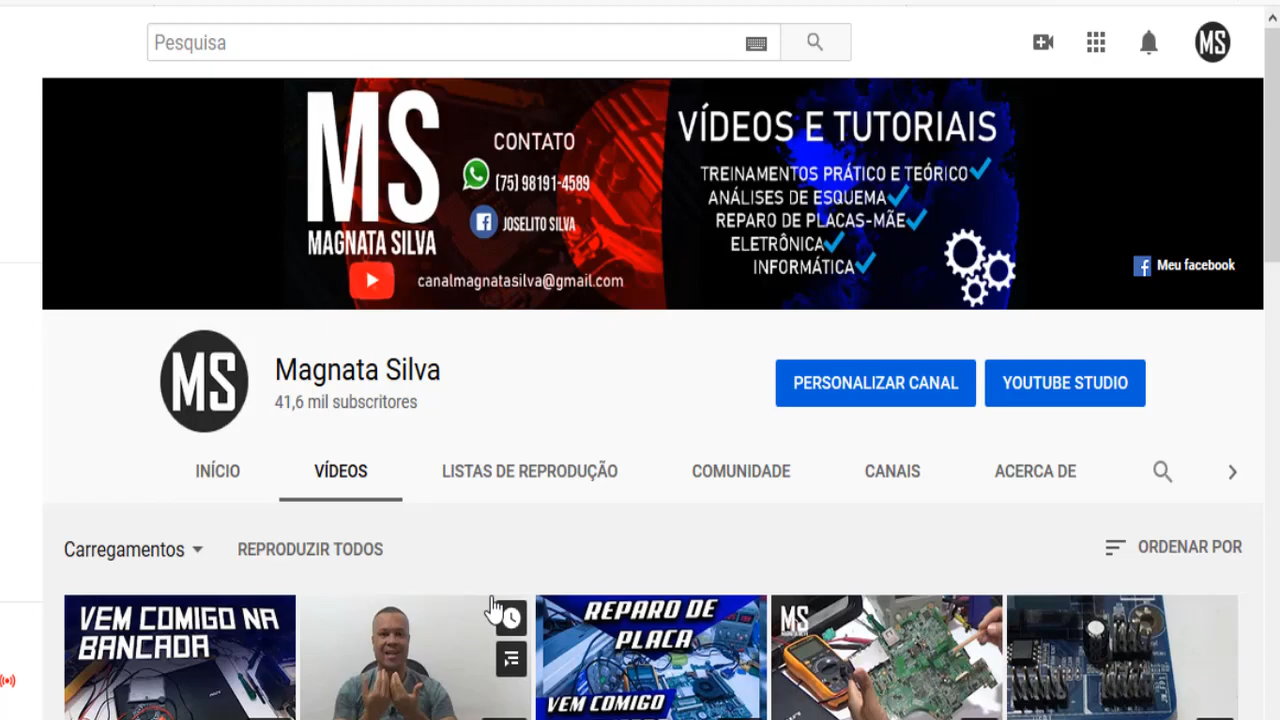 Pesquisa
MS
MS
MAGNATA SILVA
CONTATO
(75) 98191-4589
JOSELITO SILVA
canalmagnatasilva@gmail.com
VÍDEOS E TUTORIAIS
TREINAMENTOS PRÁTICO E TEÓRICO
ANÁLISES DE ESQUEMA
REPARO DE PLACAS-MÃE
ELETRÔNICA
INFORMÁTICA
Meu facebook
MS
Magnata Silva
41,6 mil subscritores
PERSONALIZAR CANAL
YOUTUBE STUDIO
INÍCIO
VÍDEOS
LISTAS DE REPRODUÇÃO
COMUNIDADE
CANAIS
ACERCA DE
Carregamentos
REPRODUZIR TODOS
ORDENAR POR
VEM COMIGO NA
BANCADA
REPARO DE
PLACA
VEM COMIGO
MS